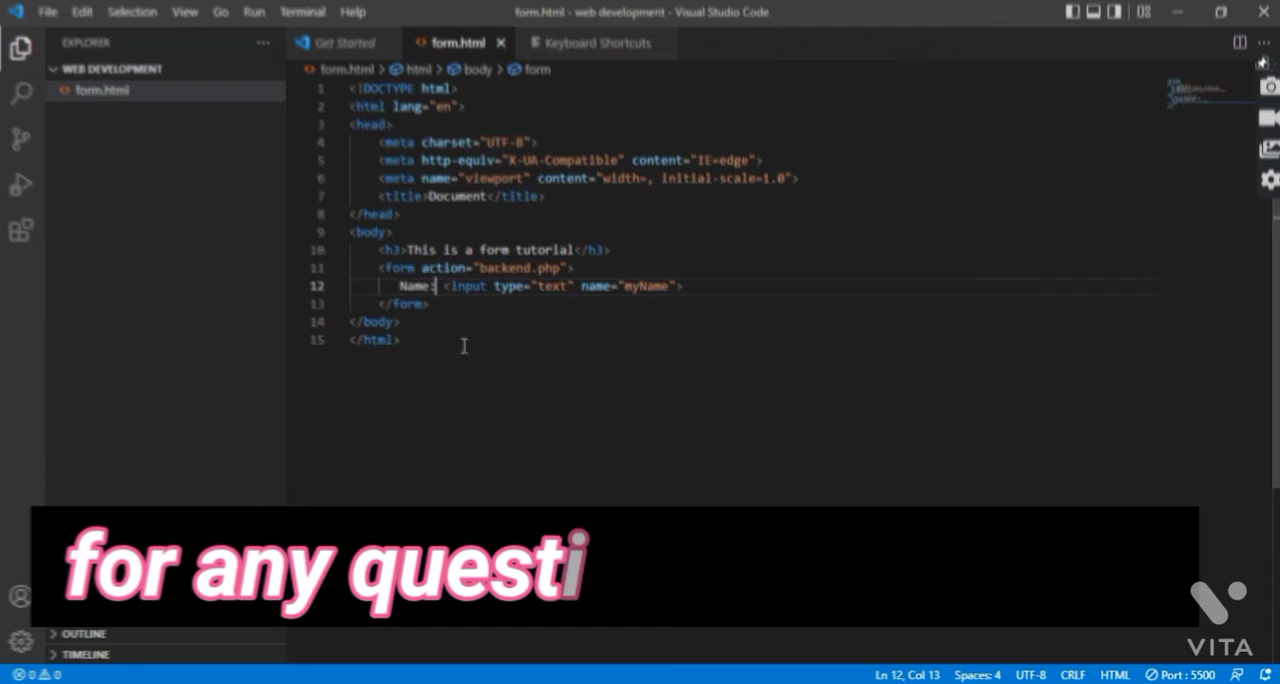 File Edit Selection View Go Run Terminal Help form.html - web development - Visual Studio Code
EXPLORER
Get Started form.html Keyboard Shortcuts
WEB DEVELOPMENT
form.html
form.html > html > body > form
1 <!DOCTYPE html>
2 <html lang="en">
3 <head>
4 <meta charset="UTF-8">
5 <meta http-equiv="X-UA-Compatible" content="IE=edge">
6 <meta name="viewport" content="width=, initial-scale=1.0">
7 <title>Document</title>
8 </head>
9 <body>
10 <h3>This is a form tutorial</h3>
11 <form action="backend.php">
12 Name: <input type="text" name="myName">
13 </form>
14 </body>
15 </html>
for any questi
VITA
OUTLINE
TIMELINE
0 0 Ln 12, Col 13 Spaces: 4 UTF-8 CRLF HTML Port : 5500